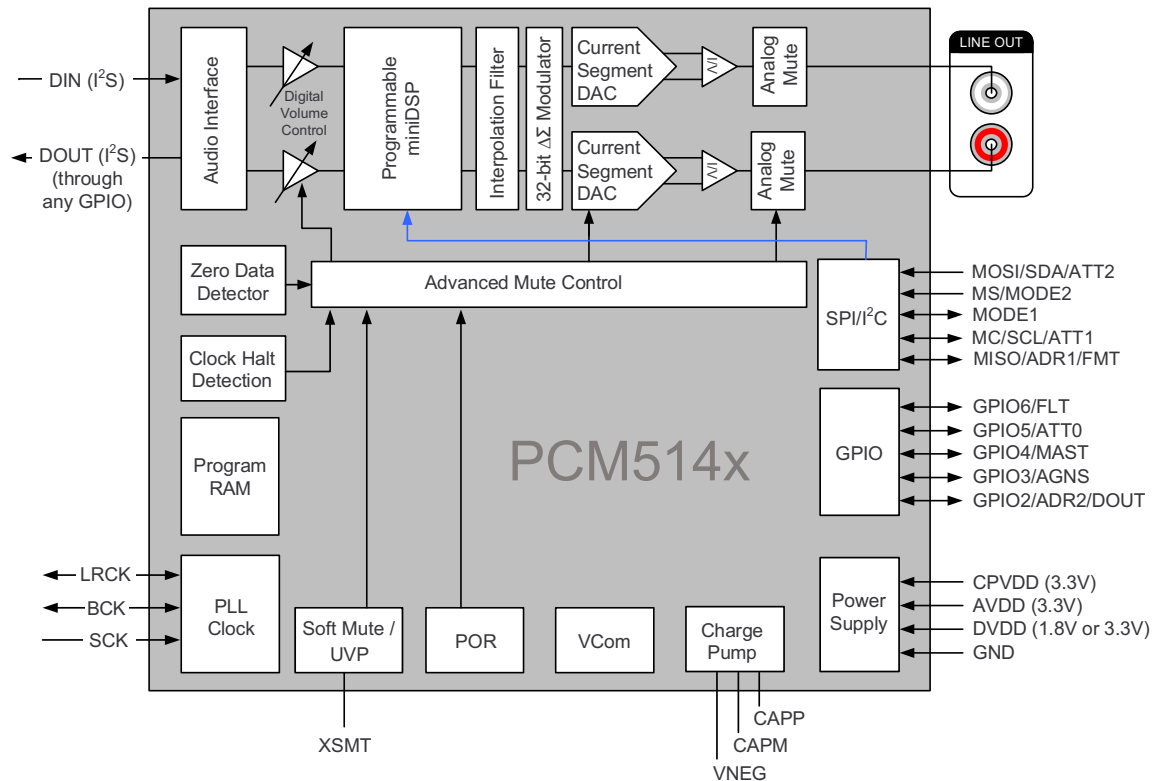 LINE OUT
DIN (I²S)
DOUT (I²S)
(through
any GPIO)
Audio Interface
Digital
Volume
Control
Programmable
miniDSP
Interpolation Filter
32-bit ΔΣ Modulator
Current
Segment
DAC
I/V
Analog
Mute
Current
Segment
DAC
I/V
Analog
Mute
Zero Data
Detector
Advanced Mute Control
Clock Halt
Detection
SPI/I²C
MOSI/SDA/ATT2
MS/MODE2
MODE1
MC/SCL/ATT1
MISO/ADR1/FMT
Program
RAM
PCM514x
GPIO
GPIO6/FLT
GPIO5/ATT0
GPIO4/MAST
GPIO3/AGNS
GPIO2/ADR2/DOUT
LRCK
BCK
SCK
PLL
Clock
Soft Mute /
UVP
POR
VCom
Charge
Pump
Power
Supply
CPVDD (3.3V)
AVDD (3.3V)
DVDD (1.8V or 3.3V)
GND
XSMT
CAPP
CAPM
VNEG